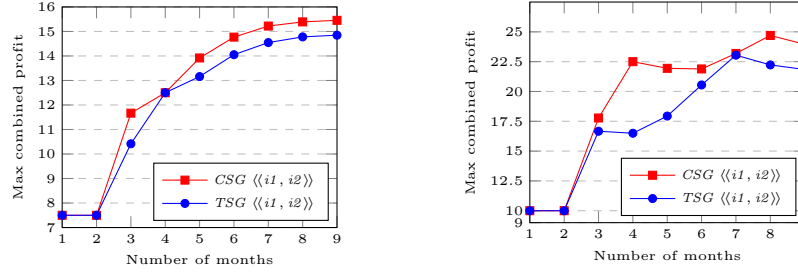 16
15
14
13
12
11
10
9
8
7
1 2 3 4 5 6 7 8 9
Max combined profit
Number of months
CSG ⟨⟨i1, i2⟩⟩
TSG ⟨⟨i1, i2⟩⟩
25
22.5
20
17.5
15
12.5
10
9
1 2 3 4 5 6 7 8
Max combined profit
Number of months
CSG ⟨⟨i1, i2⟩⟩
TSG ⟨⟨i1, i2⟩⟩